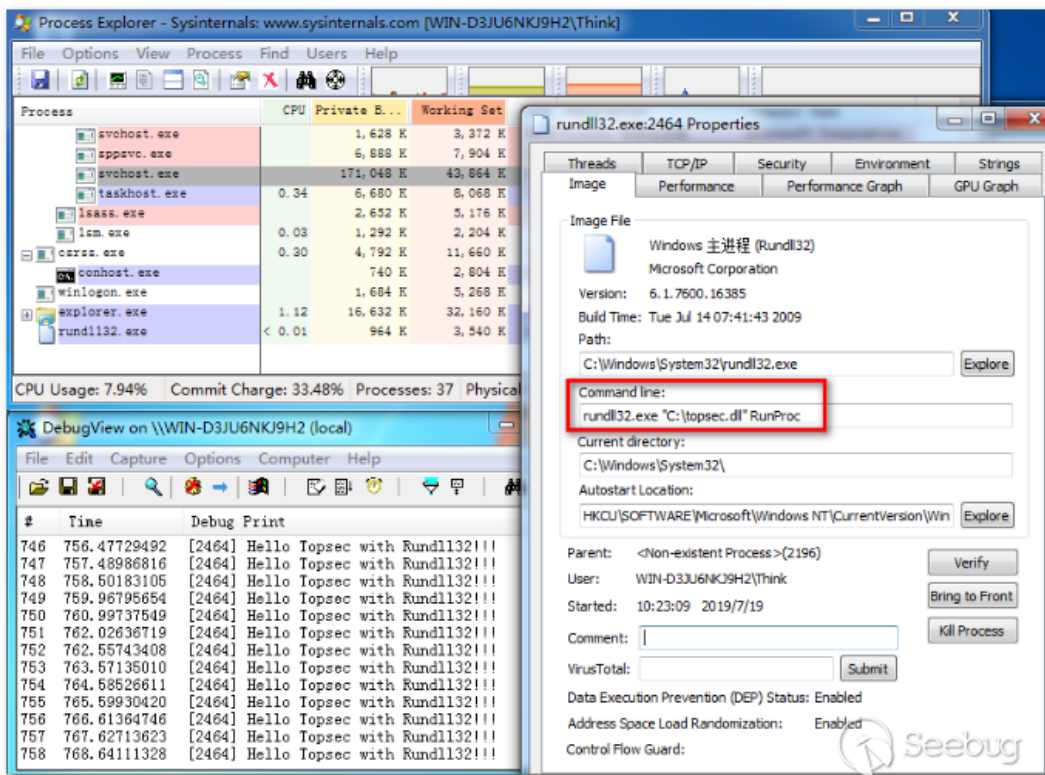 Process Explorer - Sysinternals: www.sysinternals.com [WIN-D3JU6NKJ9H2\Think]
File Options View Process Find Users Help
Process CPU Private B... Working Set
svchost.exe 1,628 K 3,372 K
sppsvc.exe 6,888 K 7,904 K
svchost.exe 171,048 K 43,864 K
taskhost.exe 0.34 6,680 K 8,068 K
lsass.exe 2,652 K 5,176 K
lsm.exe 0.03 1,292 K 2,204 K
csrss.exe 0.30 4,792 K 11,660 K
conhost.exe 740 K 2,804 K
winlogon.exe 1,684 K 5,268 K
explorer.exe 1.12 16,632 K 32,160 K
rundll32.exe < 0.01 964 K 3,540 K
CPU Usage: 7.94% Commit Charge: 33.48% Processes: 37 Physical
DebugView on \\WIN-D3JU6NKJ9H2 (local)
File Edit Capture Options Computer Help
# Time Debug Print
746 756.47729492 [2464] Hello Topsec with Rundll32!!!
747 757.48986816 [2464] Hello Topsec with Rundll32!!!
748 758.50183105 [2464] Hello Topsec with Rundll32!!!
749 759.96795654 [2464] Hello Topsec with Rundll32!!!
750 760.99737549 [2464] Hello Topsec with Rundll32!!!
751 762.02636719 [2464] Hello Topsec with Rundll32!!!
752 762.55743408 [2464] Hello Topsec with Rundll32!!!
753 763.57135010 [2464] Hello Topsec with Rundll32!!!
754 764.58526611 [2464] Hello Topsec with Rundll32!!!
755 765.59930420 [2464] Hello Topsec with Rundll32!!!
756 766.61364746 [2464] Hello Topsec with Rundll32!!!
757 767.62713623 [2464] Hello Topsec with Rundll32!!!
758 768.64111328 [2464] Hello Topsec with Rundll32!!!
rundll32.exe:2464 Properties
Threads TCP/IP Security Environment Strings
Image Performance Performance Graph GPU Graph
Image File
Windows 主进程 (Rundll32)
Microsoft Corporation
Version: 6.1.7600.16385
Build Time: Tue Jul 14 07:41:43 2009
Path:
C:\Windows\System32\rundll32.exe Explore
Command line:
rundll32.exe "C:\topsec.dll" RunProc
Current directory:
C:\Windows\System32\
Autostart Location:
HKCU\SOFTWARE\Microsoft\Windows NT\CurrentVersion\Win Explore
Parent: <Non-existent Process>(2196) Verify
User: WIN-D3JU6NKJ9H2\Think
Bring to Front
Started: 10:23:09 2019/7/19
Comment: Kill Process
VirusTotal: Submit
Data Execution Prevention (DEP) Status: Enabled
Address Space Load Randomization: Enabled
Control Flow Guard:
Seebug